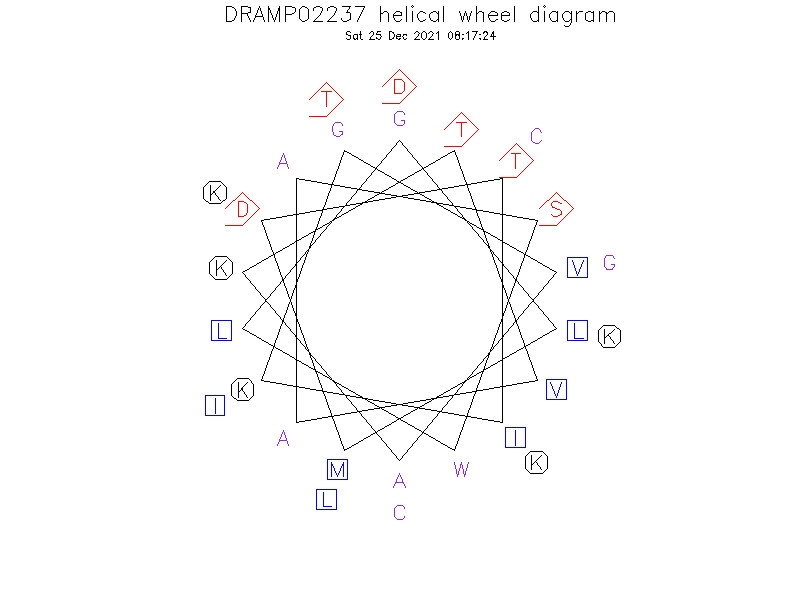 DRAMP02237 helical wheel diagram
Sat 25 Dec 2021 08:17:24
D
T
G
T
G
C
T
A
K
D
S
K
V
G
L
L
K
K
I
V
A
I
K
M
W
A
L
C